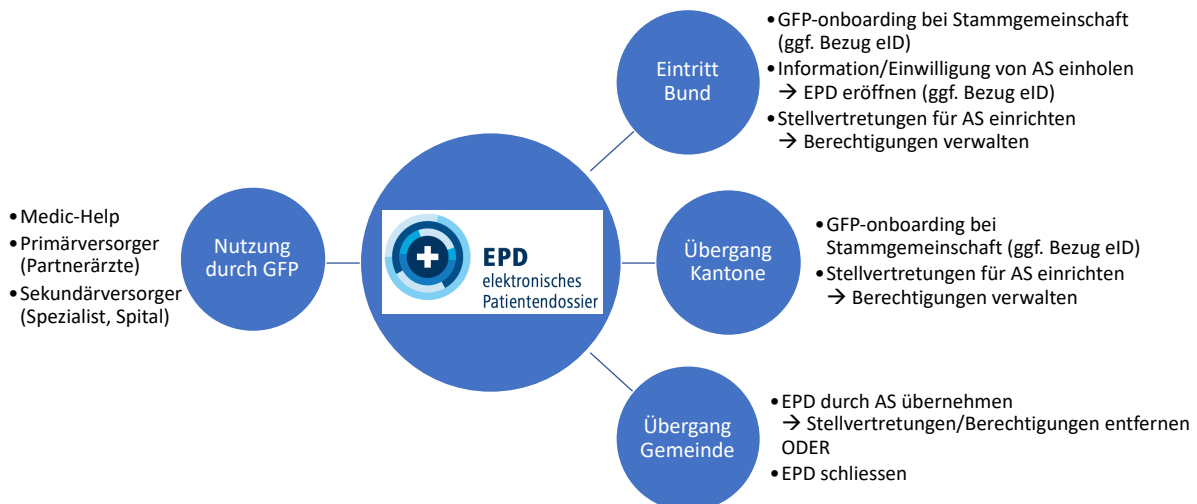 •GFP-onboarding bei Stammgemeinschaft
(ggf. Bezug eID)
•Information/Einwilligung von AS einholen
→ EPD eröffnen (ggf. Bezug eID)
•Stellvertretungen für AS einrichten
→ Berechtigungen verwalten
Eintritt
Bund
•Medic-Help
•Primärversorger
(Partnerärzte)
•Sekundärversorger
(Spezialist, Spital)
Nutzung
durch GFP
EPD
elektronisches
Patientendossier
Übergang
Kantone
•GFP-onboarding bei
Stammgemeinschaft (ggf. Bezug eID)
•Stellvertretungen für AS einrichten
→ Berechtigungen verwalten
Übergang
Gemeinde
•EPD durch AS übernehmen
→ Stellvertretungen/Berechtigungen entfernen
ODER
•EPD schliessen